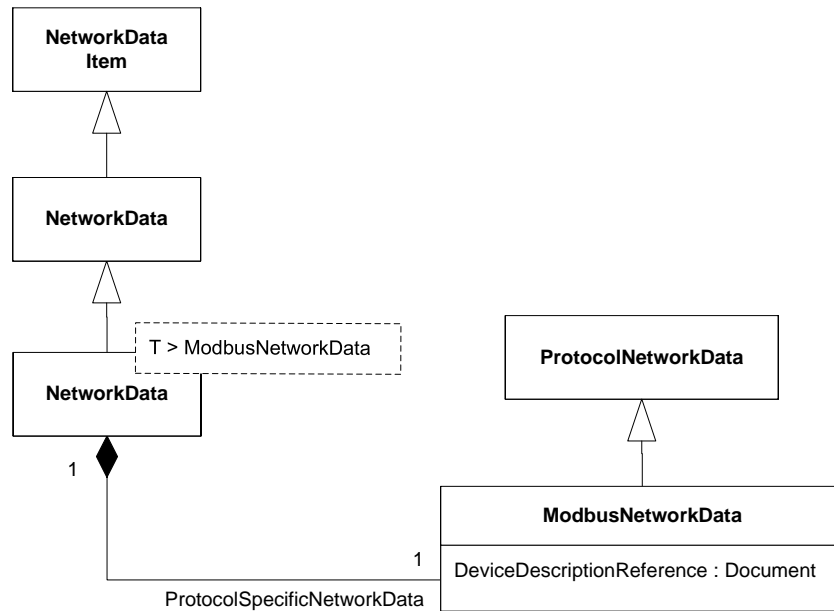 NetworkData
Item
NetworkData
T > ModbusNetworkData
NetworkData
ProtocolNetworkData
1
ModbusNetworkData
1
DeviceDescriptionReference : Document
ProtocolSpecificNetworkData